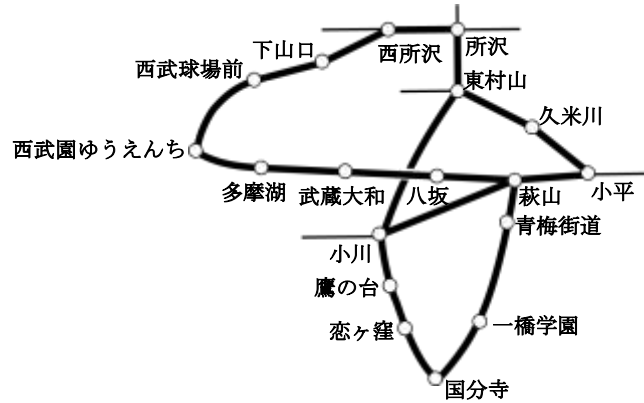 下山口
西所沢
所沢
西武球場前
東村山
久米川
西武園ゆうえんち
多摩湖
武蔵大和
八坂
萩山
小平
青梅街道
小川
鷹の台
恋ヶ窪
一橋学園
国分寺